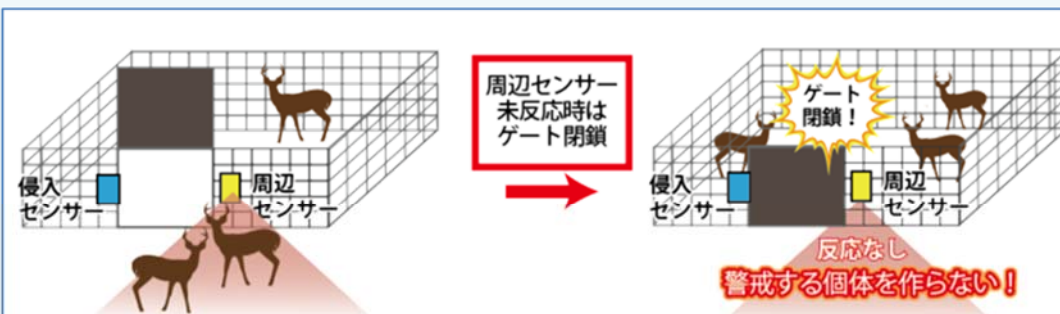 侵入
センサー
周辺
センサー
周辺センサー
未反応時は
ゲート閉鎖
ゲート
閉鎖！
侵入
センサー
周辺
センサー
反応なし
警戒する個体を作らない！